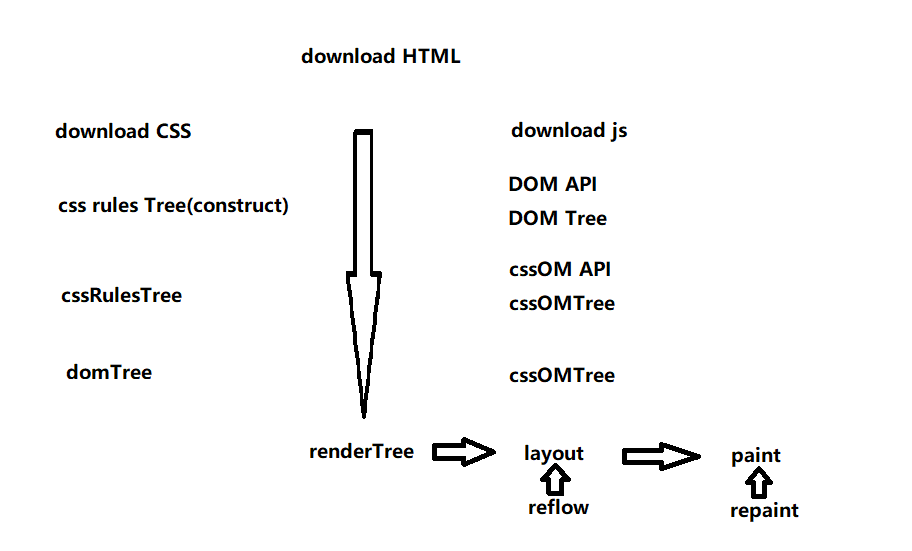 download HTML
download CSS
download js
css rules Tree(construct)
DOM API
DOM Tree
cssRulesTree
cssOM API
cssOMTree
domTree
cssOMTree
renderTree
layout
paint
reflow
repaint